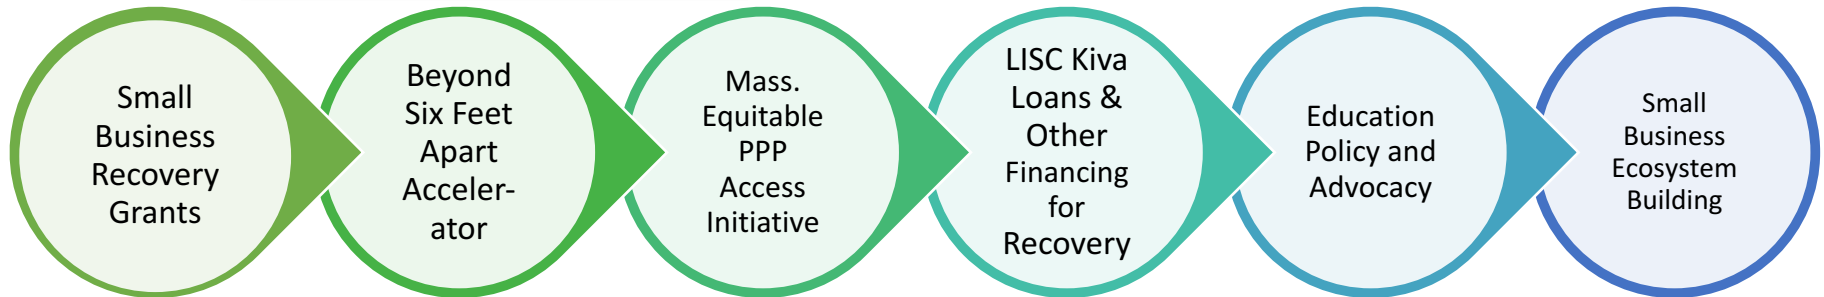 Small
Business
Recovery
Grants
Beyond
Six Feet
Apart
Acceler-
ator
Mass.
Equitable
PPP
Access
Initiative
LISC Kiva
Loans &
Other
Financing
for
Recovery
Education
Policy and
Advocacy
Small
Business
Ecosystem
Building